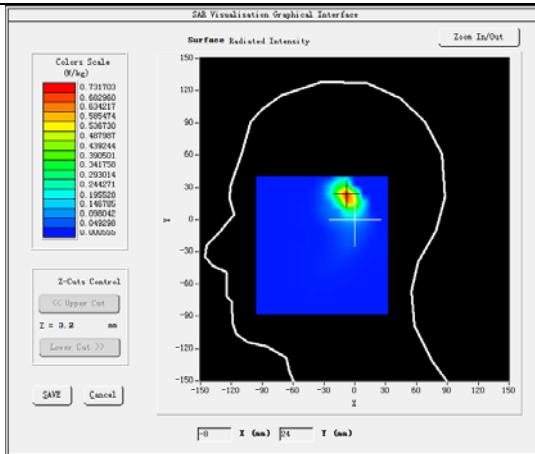 SAR Visualisation Graphical Interface
Surface Radiated Intensity
Zoom In/Out
Colors Scale
(W/kg)
0.731703
0.682960
0.634217
0.585474
0.536730
0.487987
0.439244
0.390501
0.341758
0.293014
0.244271
0.195528
0.146785
0.098042
0.049298
0.000555
Z-Cuts Control
<< Upper Cut
Z = 3.2 mm
Lower Cut >>
SAVE Cancel
150
120
90
60
30
0
-30
-60
-90
-120
-150
Y
-150 -120 -90 -60 -30 0 30 60 90 120 150
X
-8 X (mm) 24 Y (mm)